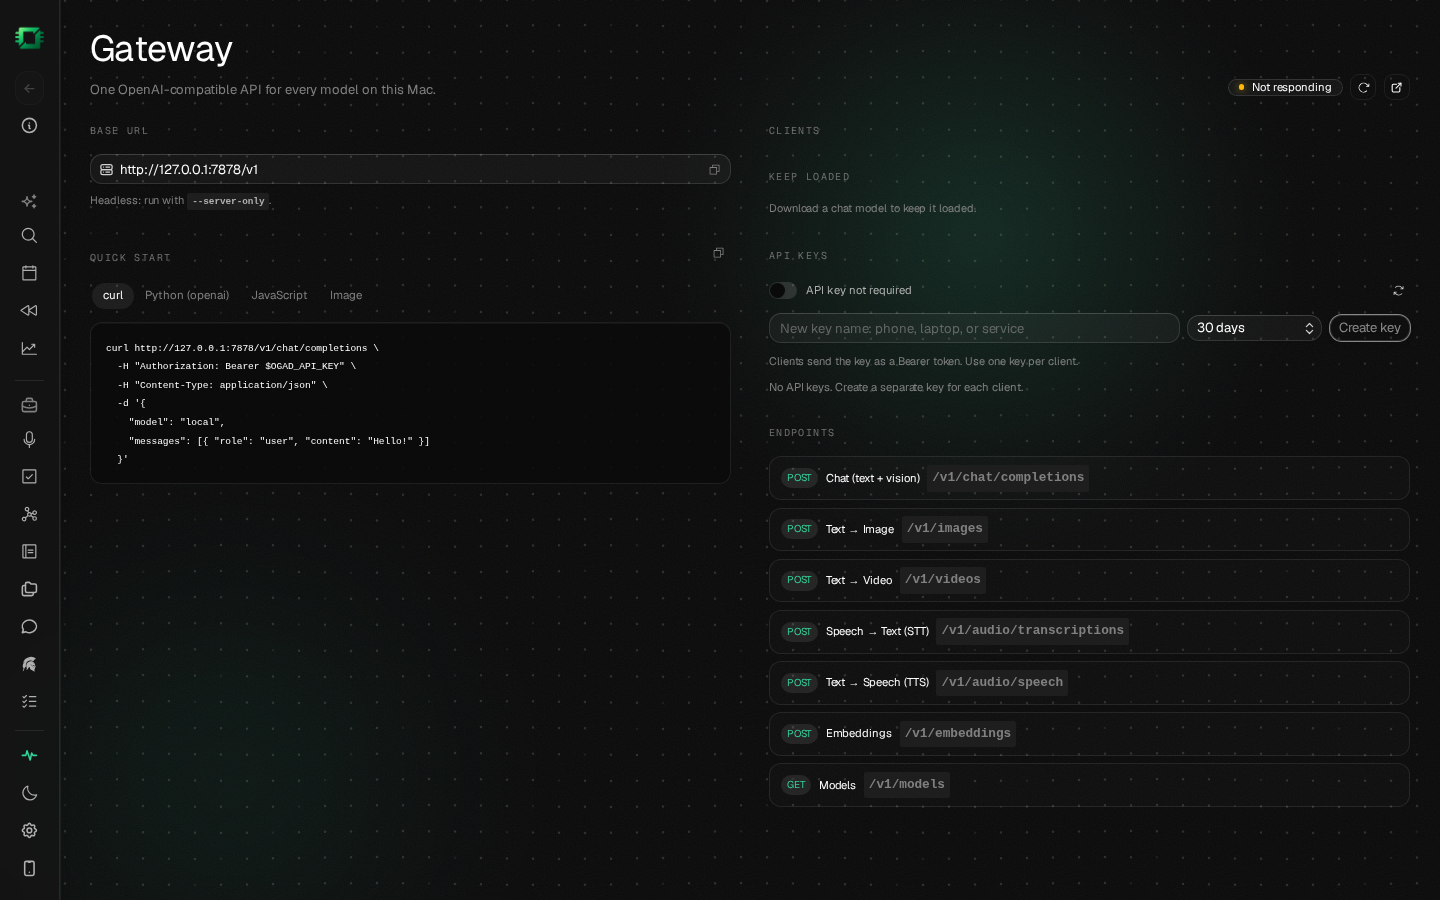 Gateway
One OpenAI-compatible API for every model on this Mac.
Not responding
BASE URL
http://127.0.0.1:7878/v1
Headless: run with --server-only.
QUICK START
curl Python (openai) JavaScript Image
curl http://127.0.0.1:7878/v1/chat/completions \
-H "Authorization: Bearer $OGAD_API_KEY" \
-H "Content-Type: application/json" \
-d '{
"model": "local",
"messages": [{ "role": "user", "content": "Hello!" }]
}'
CLIENTS
KEEP LOADED
Download a chat model to keep it loaded.
API KEYS
API key not required
New key name: phone, laptop, or service
30 days
Create key
Clients send the key as a Bearer token. Use one key per client.
No API keys. Create a separate key for each client.
ENDPOINTS
POST Chat (text + vision) /v1/chat/completions
POST Text → Image /v1/images
POST Text → Video /v1/videos
POST Speech → Text (STT) /v1/audio/transcriptions
POST Text → Speech (TTS) /v1/audio/speech
POST Embeddings /v1/embeddings
GET Models /v1/models